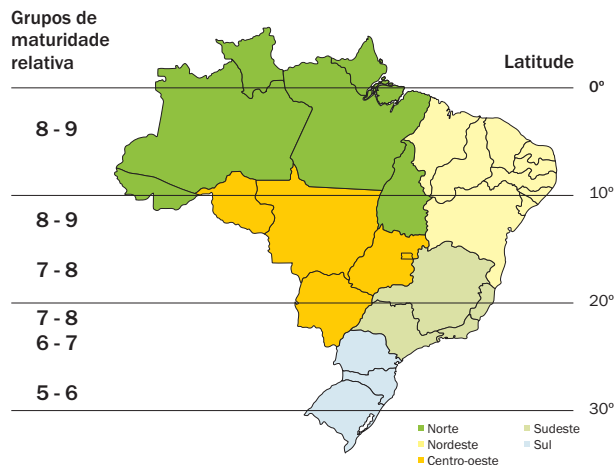 Grupos de
maturidade
relativa
Latitude
0º
8 - 9
10º
8 - 9
7 - 8
20º
7 - 8
6 - 7
5 - 6
30º
Norte
Nordeste
Centro-oeste
Sudeste
Sul